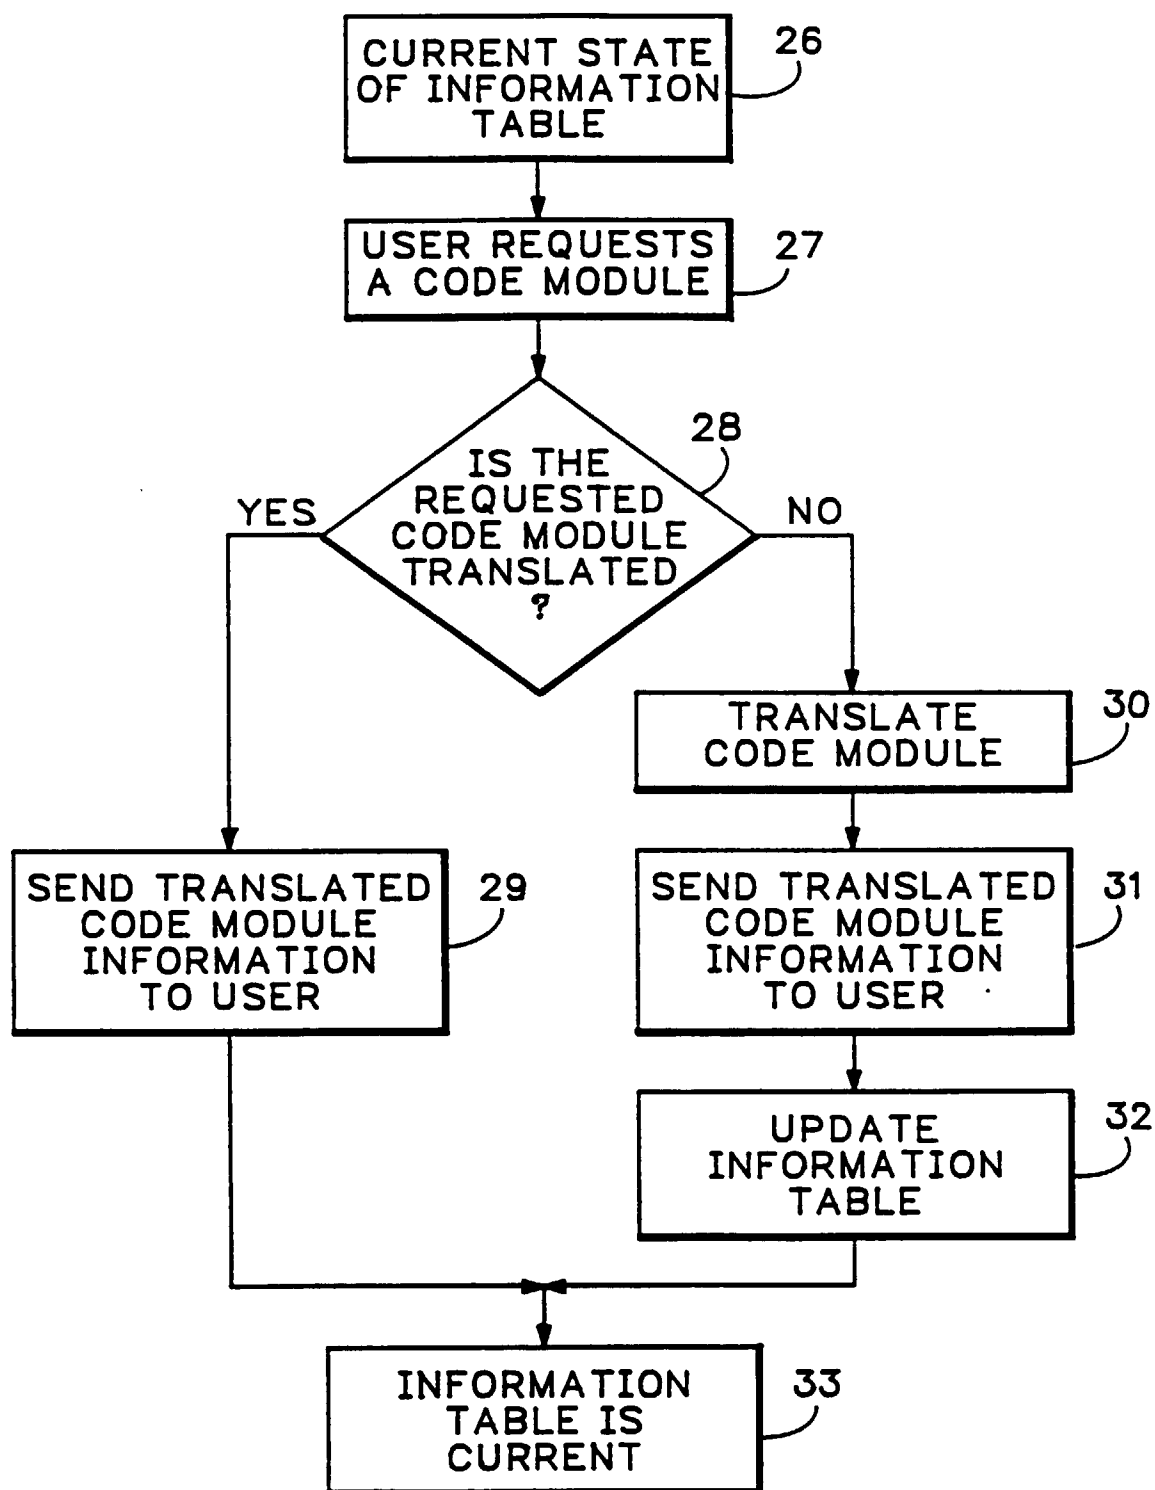 CURRENT STATE
OF INFORMATION
TABLE
26
USER REQUESTS
A CODE MODULE
27
IS THE
REQUESTED
CODE MODULE
TRANSLATED
?
28
YES
NO
TRANSLATE
CODE MODULE
30
SEND TRANSLATED
CODE MODULE
INFORMATION
TO USER
29
SEND TRANSLATED
CODE MODULE
INFORMATION
TO USER
31
UPDATE
INFORMATION
TABLE
32
INFORMATION
TABLE IS
CURRENT
33